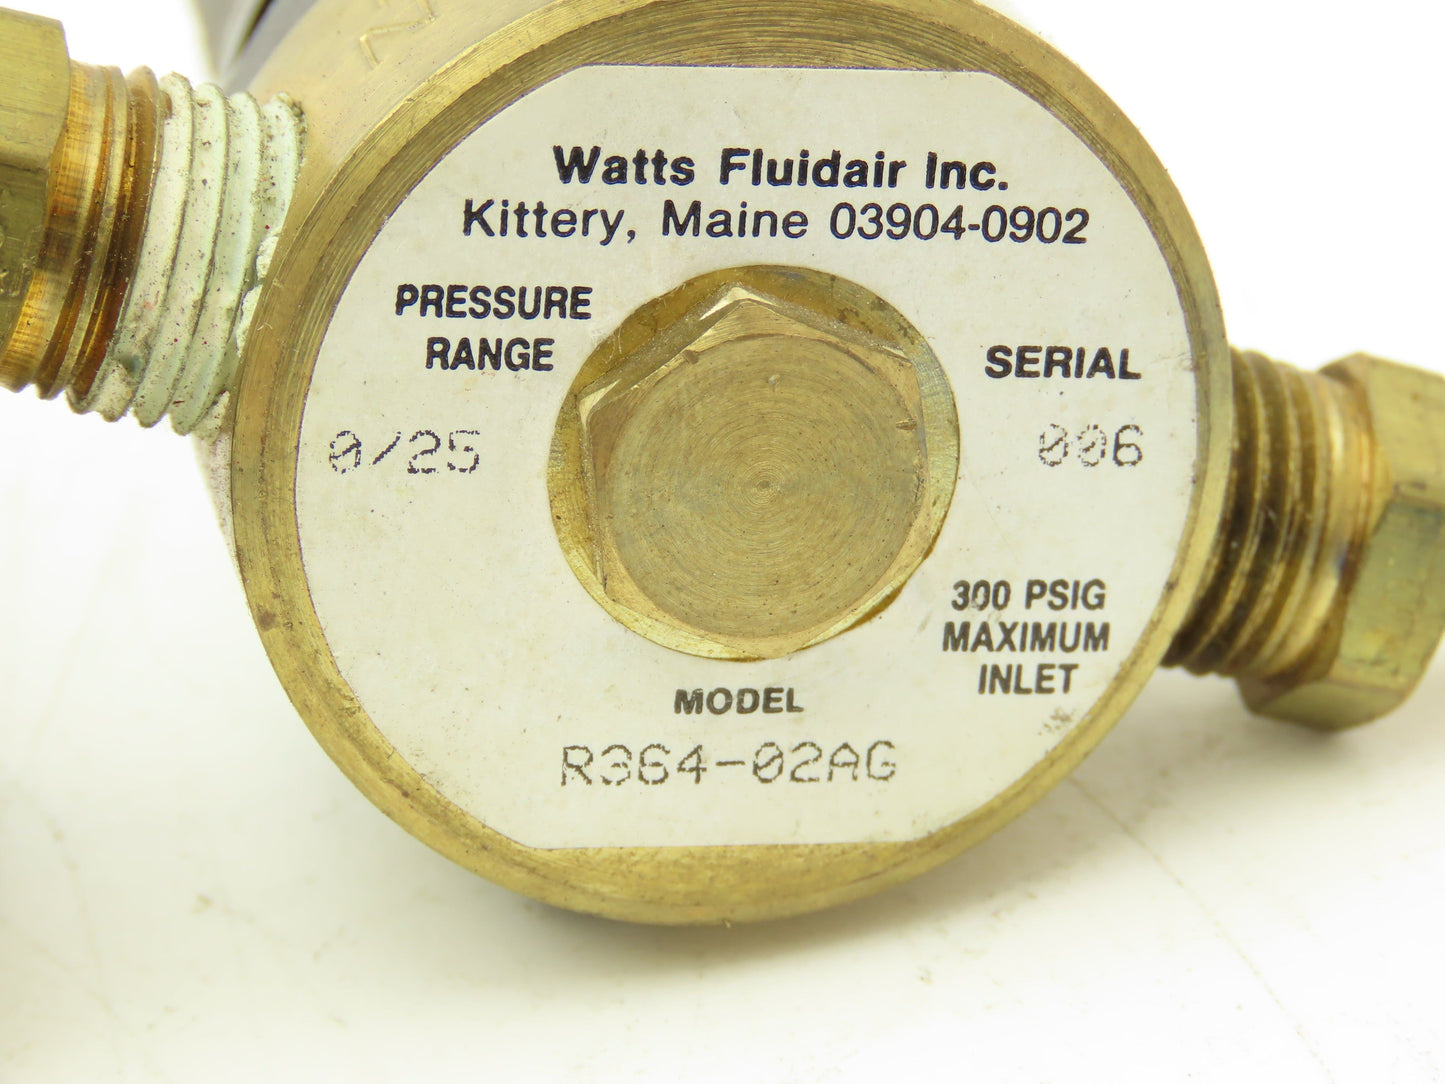 Watts Fluidair Inc.
Kittery, Maine 03904-0902
PRESSURE
RANGE
0/25
SERIAL
006
300 PSIG
MAXIMUM
INLET
MODEL
R364-02AG